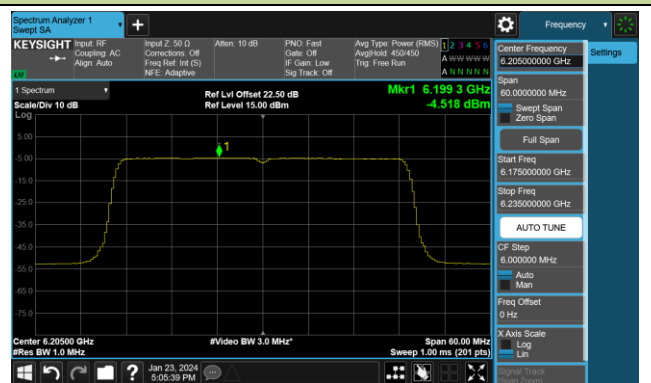 Spectrum Analyzer 1
Swept SA
Frequency
KEYSIGHT
Input: RF
Coupling: AC
Align: Auto
Input Z: 50 Ω
Corrections: Off
Freq Ref: Int (S)
NFE: Adaptive
Atten: 10 dB
PNO: Fast
Gate: Off
IF Gain: Low
Sig Track: Off
Avg Type: Power (RMS)
Avg|Hold: 450/450
Trig: Free Run
1 2 3 4 5 6
A W W W W W
A N N N N N
LXI
1 Spectrum
Scale/Div 10 dB
Log
Ref Lvl Offset 22.50 dB
Ref Level 15.00 dBm
Mkr1 6.199 3 GHz
-4.518 dBm
1
5.00
-5.00
-15.0
-25.0
-35.0
-45.0
-55.0
-65.0
-75.0
Center 6.20500 GHz
#Res BW 1.0 MHz
#Video BW 3.0 MHz*
Span 60.00 MHz
Sweep 1.00 ms (201 pts)
Center Frequency
6.205000000 GHz
Settings
Span
60.0000000 MHz
Swept Span
Zero Span
Full Span
Start Freq
6.175000000 GHz
Stop Freq
6.235000000 GHz
AUTO TUNE
CF Step
6.000000 MHz
Auto
Man
Freq Offset
0 Hz
X Axis Scale
Log
Lin
Signal Track
(Span Zoom)
Jan 23, 2024
5:05:39 PM